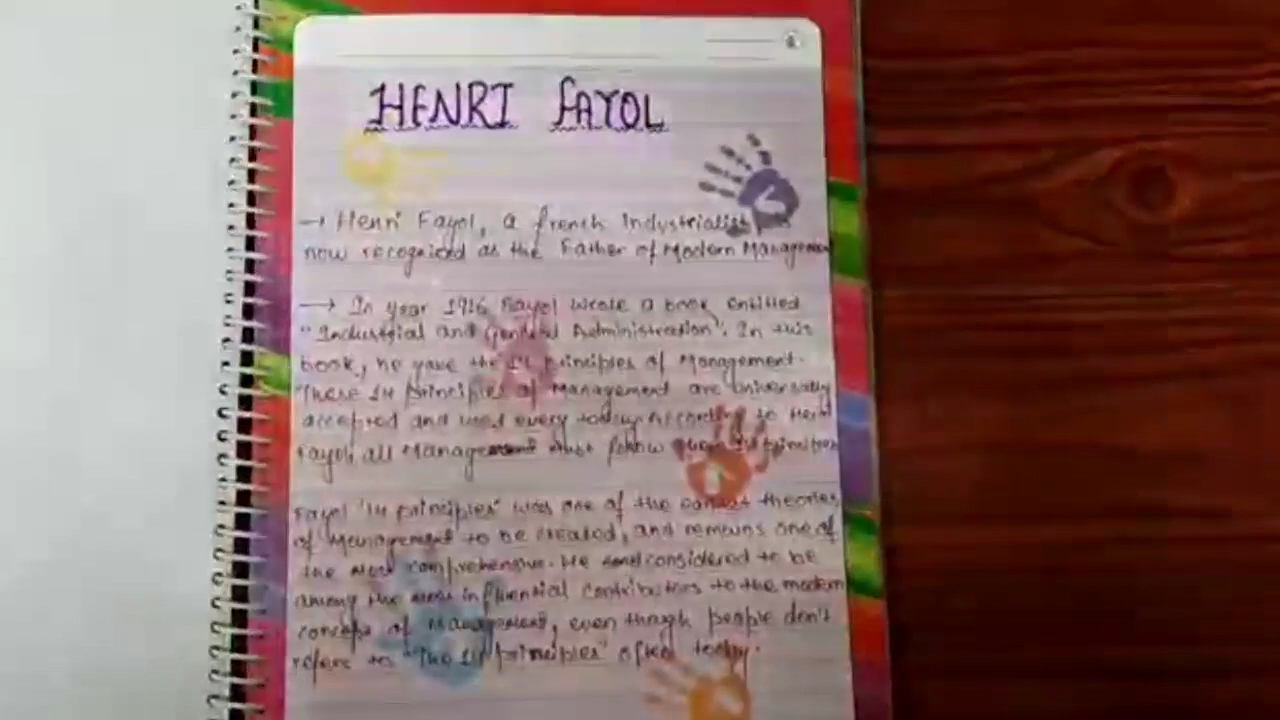 HENRI FAYOL
→ Henri Fayol, a french Industrialist
now recognized as the Father of Modern Management
→ In year 1916 Fayol wrote a book entitled
"Industrial and General Administration". In this
book, he gave the 14 principles of Management.
These 14 principles of Management are universally
accepted and used every today. According to Henri
Fayol, all Management must follow these 14 principles
Fayol "14 principles" was one of the earliest theories
of Management to be created, and remains one of
the most comprehensive. He considered to be
among the most influential contributors to the modern
concept of Management, even though people don't
refers to "The 14 principles" often today.